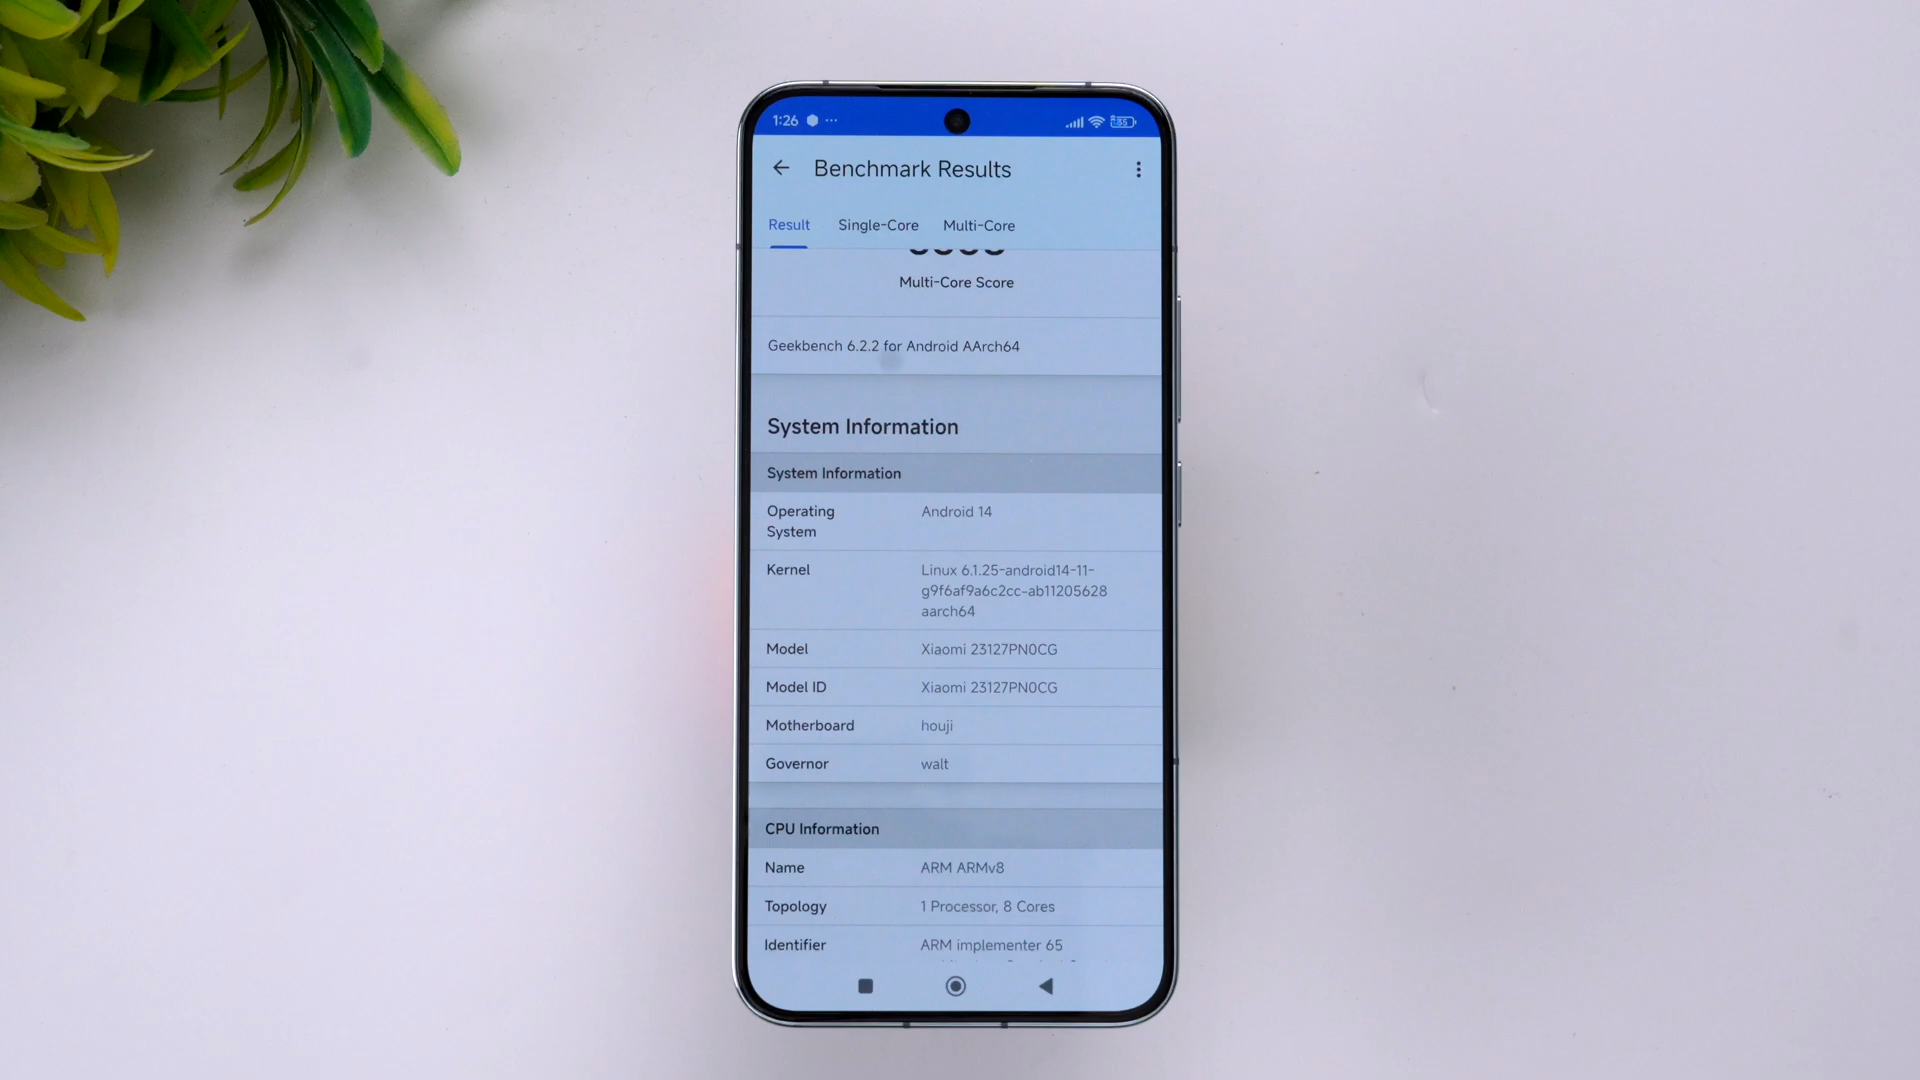 1:26
55
Benchmark Results
Result Single-Core Multi-Core
Multi-Core Score
Geekbench 6.2.2 for Android AArch64
System Information
System Information
Operating System Android 14
Kernel Linux 6.1.25-android14-11-
g9f6af9a6c2cc-ab11205628
aarch64
Model Xiaomi 23127PN0CG
Model ID Xiaomi 23127PN0CG
Motherboard houji
Governor walt
CPU Information
Name ARM ARMv8
Topology 1 Processor, 8 Cores
Identifier ARM implementer 65